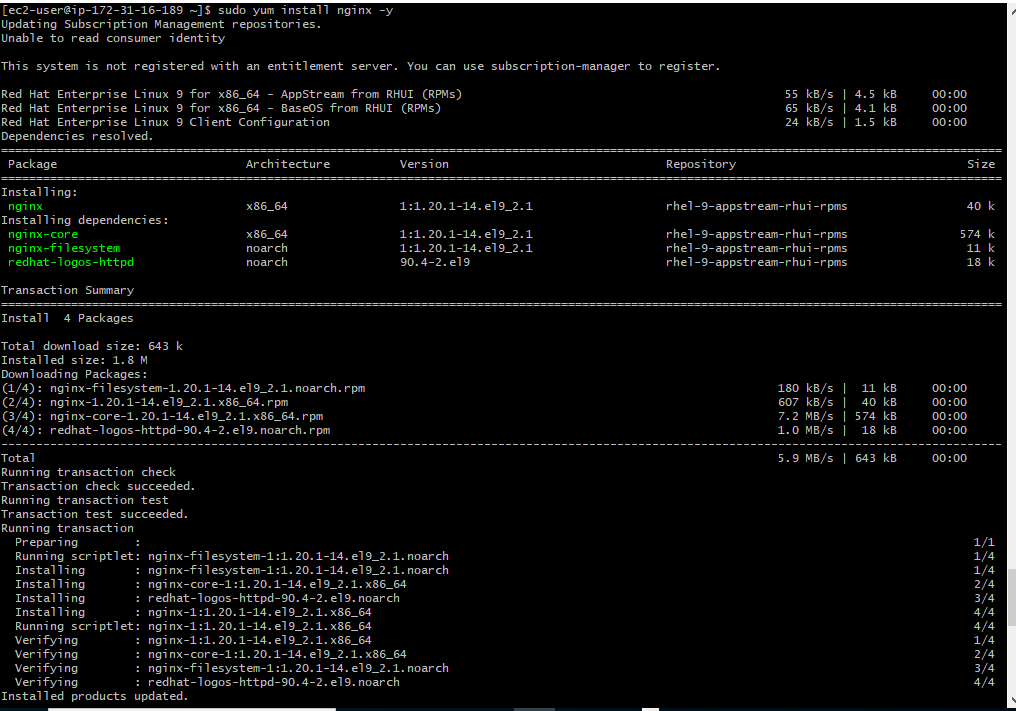 [ec2-user@ip-172-31-16-189 ~]$ sudo yum install nginx -y
Updating Subscription Management repositories.
Unable to read consumer identity
This system is not registered with an entitlement server. You can use subscription-manager to register.
Red Hat Enterprise Linux 9 for x86_64 - AppStream from RHUI (RPMs) 55 kB/s | 4.5 kB 00:00
Red Hat Enterprise Linux 9 for x86_64 - BaseOS from RHUI (RPMs) 65 kB/s | 4.1 kB 00:00
Red Hat Enterprise Linux 9 Client Configuration 24 kB/s | 1.5 kB 00:00
Dependencies resolved.
Package Architecture Version Repository Size
Installing:
nginx x86_64 1:1.20.1-14.el9_2.1 rhel-9-appstream-rhui-rpms 40 k
Installing dependencies:
nginx-core x86_64 1:1.20.1-14.el9_2.1 rhel-9-appstream-rhui-rpms 574 k
nginx-filesystem noarch 1:1.20.1-14.el9_2.1 rhel-9-appstream-rhui-rpms 11 k
redhat-logos-httpd noarch 90.4-2.el9 rhel-9-appstream-rhui-rpms 18 k
Transaction Summary
Install 4 Packages
Total download size: 643 k
Installed size: 1.8 M
Downloading Packages:
(1/4): nginx-filesystem-1.20.1-14.el9_2.1.noarch.rpm 180 kB/s | 11 kB 00:00
(2/4): nginx-1.20.1-14.el9_2.1.x86_64.rpm 607 kB/s | 40 kB 00:00
(3/4): nginx-core-1.20.1-14.el9_2.1.x86_64.rpm 7.2 MB/s | 574 kB 00:00
(4/4): redhat-logos-httpd-90.4-2.el9.noarch.rpm 1.0 MB/s | 18 kB 00:00
Total 5.9 MB/s | 643 kB 00:00
Running transaction check
Transaction check succeeded.
Running transaction test
Transaction test succeeded.
Running transaction
Preparing : 1/1
Running scriptlet: nginx-filesystem-1:1.20.1-14.el9_2.1.noarch 1/4
Installing : nginx-filesystem-1:1.20.1-14.el9_2.1.noarch 1/4
Installing : nginx-core-1:1.20.1-14.el9_2.1.x86_64 2/4
Installing : redhat-logos-httpd-90.4-2.el9.noarch 3/4
Installing : nginx-1:1.20.1-14.el9_2.1.x86_64 4/4
Running scriptlet: nginx-1:1.20.1-14.el9_2.1.x86_64 4/4
Verifying : nginx-1:1.20.1-14.el9_2.1.x86_64 1/4
Verifying : nginx-core-1:1.20.1-14.el9_2.1.x86_64 2/4
Verifying : nginx-filesystem-1:1.20.1-14.el9_2.1.noarch 3/4
Verifying : redhat-logos-httpd-90.4-2.el9.noarch 4/4
Installed products updated.